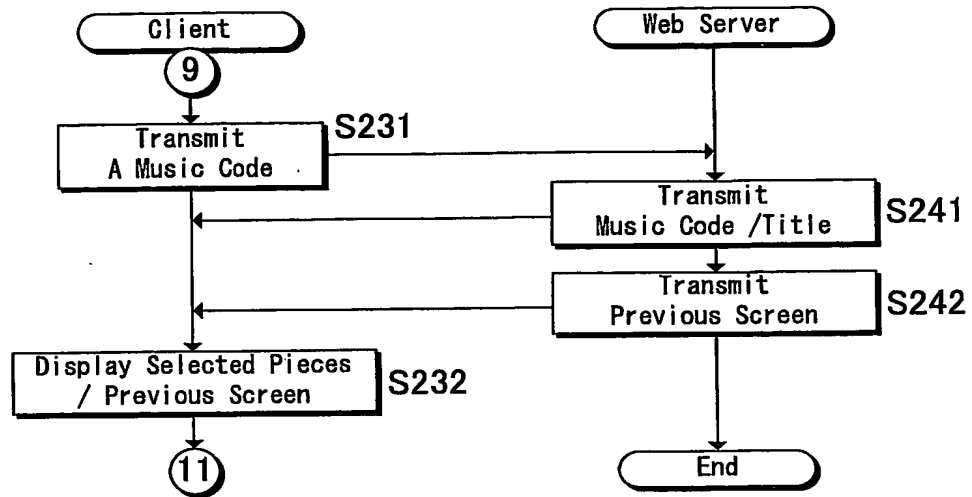 Client
Web Server
9
Transmit
A Music Code
S231
Transmit
Music Code /Title
S241
Transmit
Previous Screen
S242
Display Selected Pieces
/ Previous Screen
S232
11
End